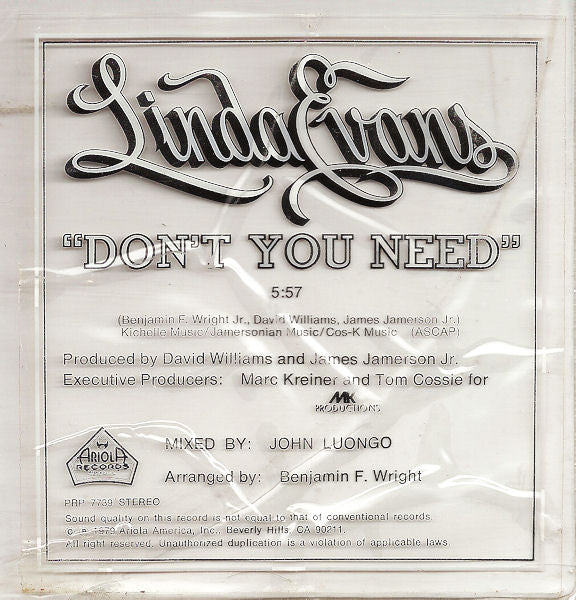 Linda Evans
"DON'T YOU NEED"
5:57
(Benjamin F. Wright Jr., David Williams, James Jamerson Jr.)
Kichelle Music/Jamersonian Music/Cos-K Music (ASCAP)
Produced by David Williams and James Jamerson Jr.
Executive Producers: Marc Kreiner and Tom Cossie for
MK
PRODUCTIONS
ARIOLA
RECORDS
MIXED BY: JOHN LUONGO
Arranged by: Benjamin F. Wright
PRP 7739 STEREO
Sound quality on this record is not equal to that of conventional records.
© ℗ 1979 Ariola America, Inc., Beverly Hills, CA 90211.
All right reserved. Unauthorized duplication is a violation of applicable laws.